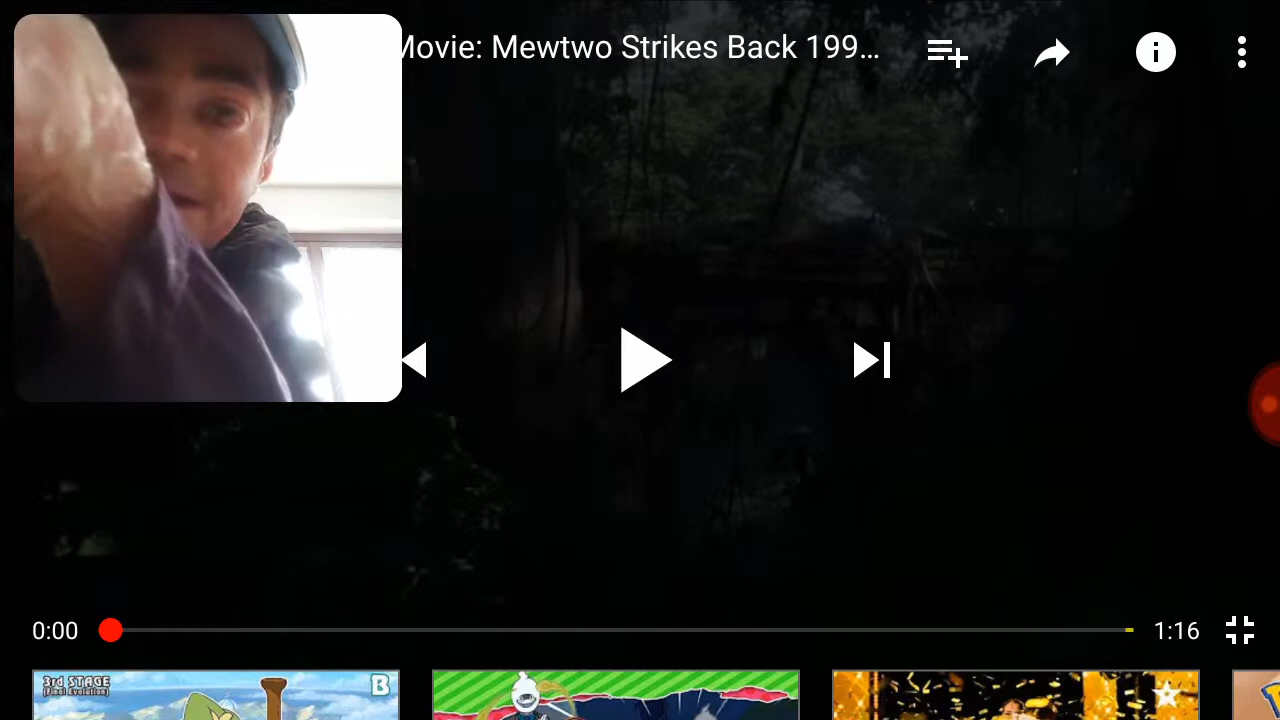 Movie: Mewtwo Strikes Back 199...
0:00
1:16
3rd STAGE
(Final Evolution)
B